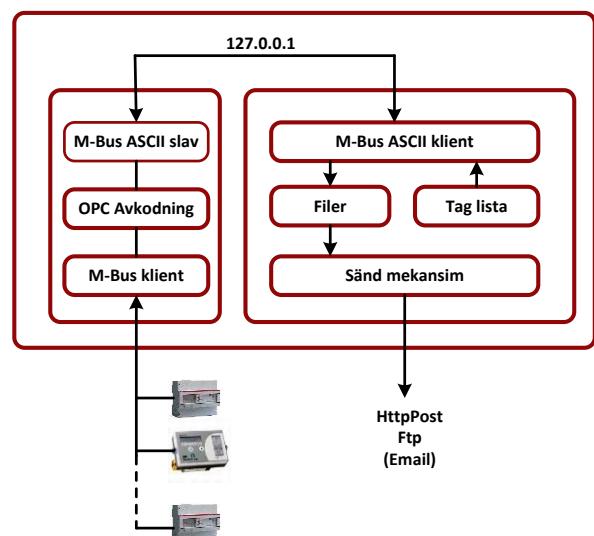 127.0.0.1
M-Bus ASCII slav
OPC Avkodning
M-Bus klient
M-Bus ASCII klient
Filer
Tag lista
Sänd mekansim
HttpPost
Ftp
(Email)